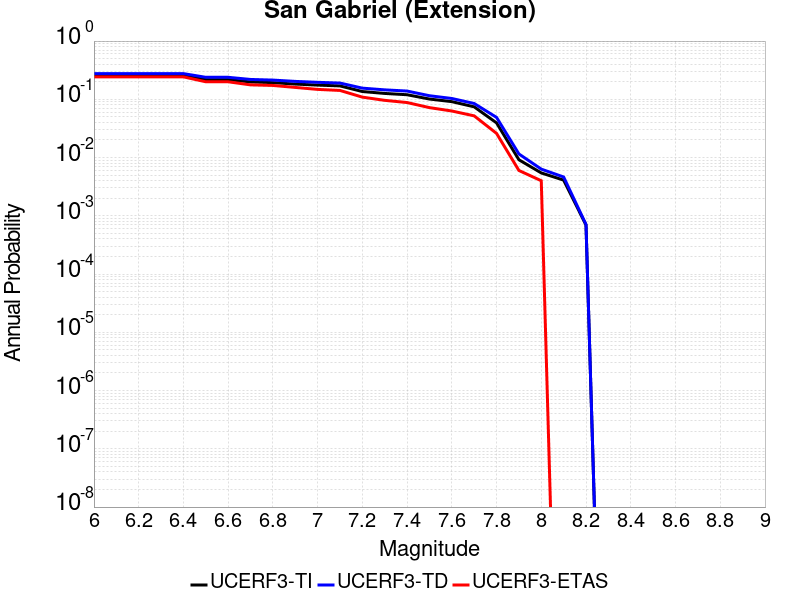 San Gabriel (Extension)
10^0
10^-1
10^-2
10^-3
10^-4
10^-5
10^-6
10^-7
10^-8
Annual Probability
6 6.2 6.4 6.6 6.8 7 7.2 7.4 7.6 7.8 8 8.2 8.4 8.6 8.8 9
Magnitude
UCERF3-TI UCERF3-TD UCERF3-ETAS